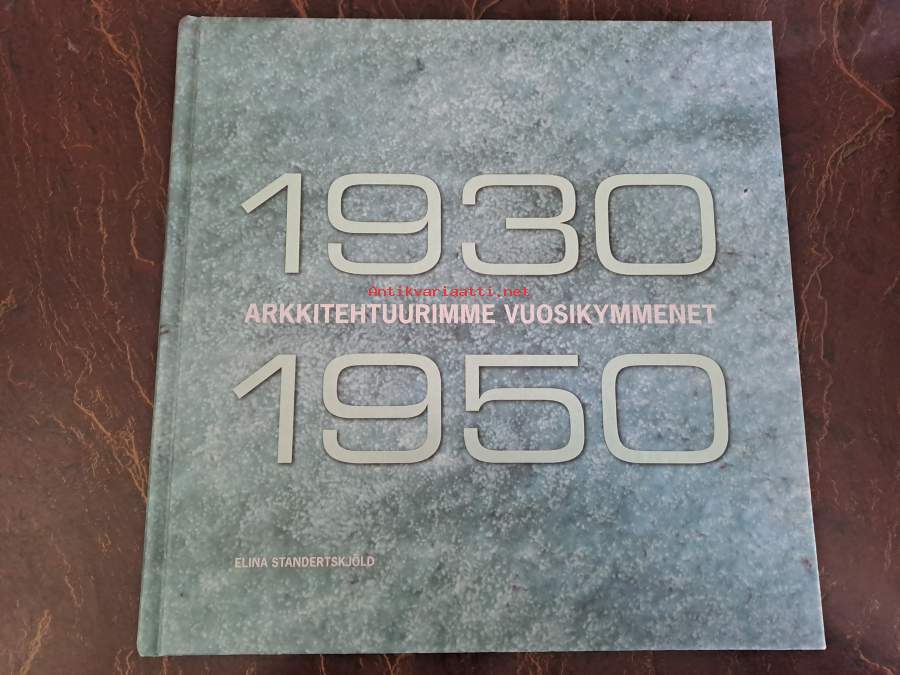 1930
Antikvariaatti.net
ARKKITEHTUURIMME VUOSIKYMMENET
1950
ELINA STANDERTSKJÖLD